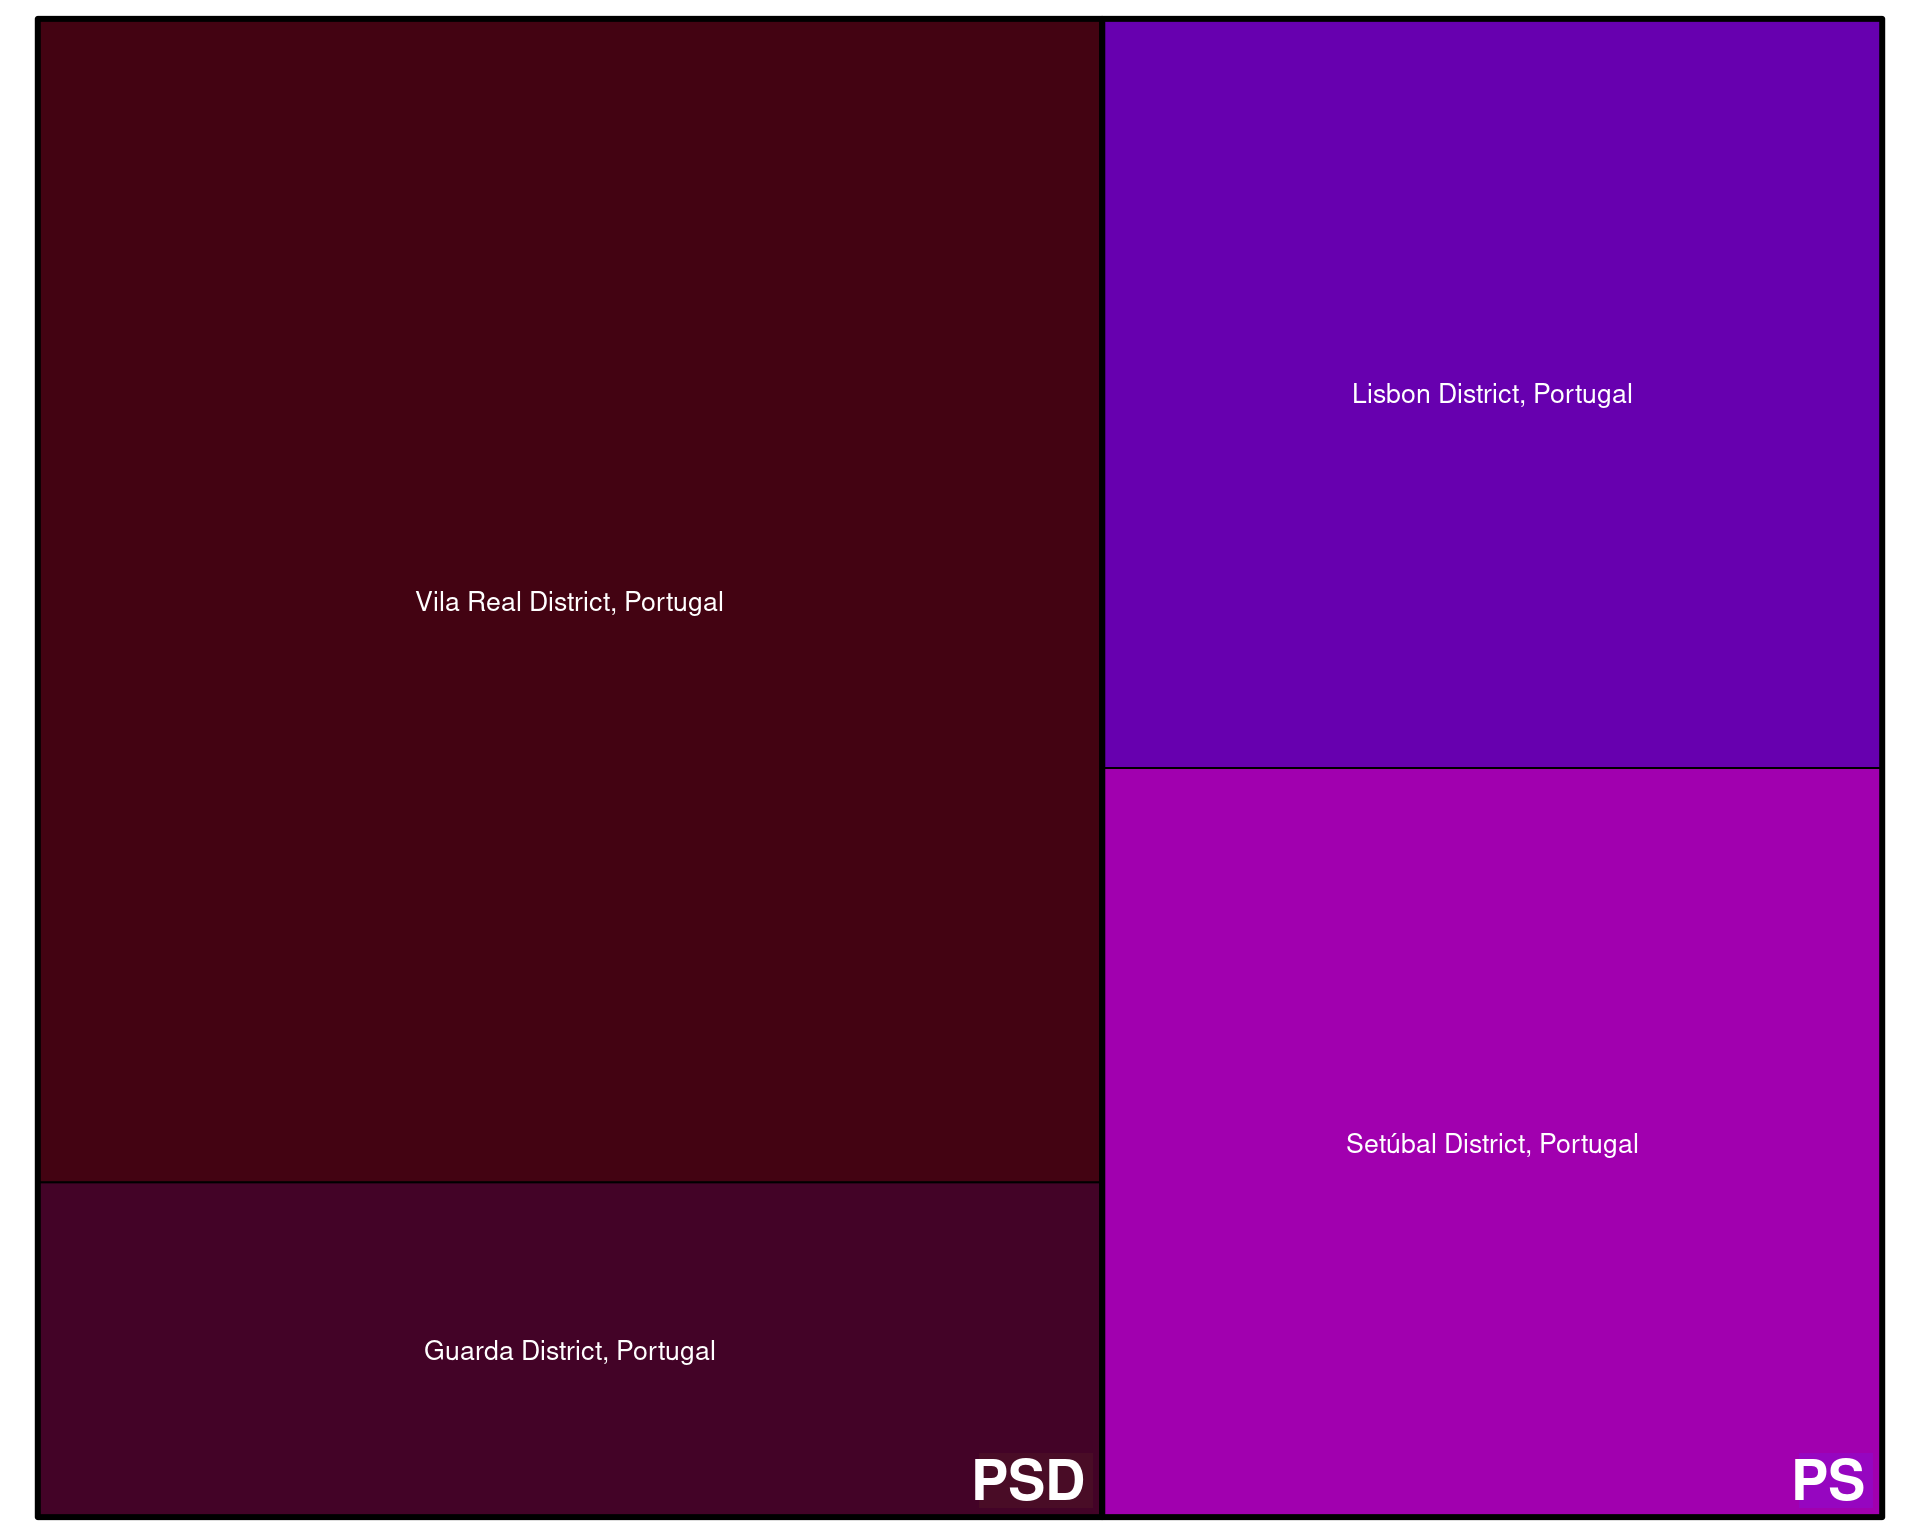 Vila Real District, Portugal
Guarda District, Portugal
PSD
Lisbon District, Portugal
Setúbal District, Portugal
PS